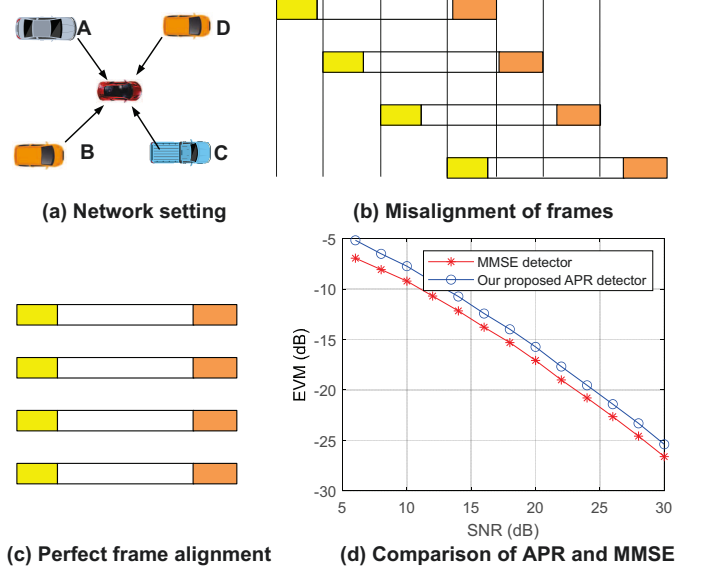 A
D
B
C
(a) Network setting
(b) Misalignment of frames
-5
-10
-15
-20
-25
-30
EVM (dB)
MMSE detector
Our proposed APR detector
5
10
15
20
25
30
SNR (dB)
(c) Perfect frame alignment
(d) Comparison of APR and MMSE